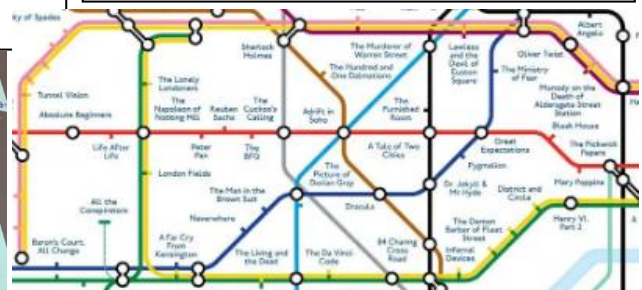 ty of Spades
Albert
Angelo
Sherlock
Holmes
The Murderer of
Warren Street
Lawless
and the
Devil of
Euston
Square
Oliver Twist
The Hundred and
One Dalmations
The Ministry
of Fear
Tunnel Vision
The Lonely
Londoners
Absolute Beginners
The
Napoleon of
Notting Hill
Reuben
Sachs
The
Cuckoo's
Calling
Adrift in
Soho
The
Furnished
Room
Monody on the
Death of
Aldersgate Street
Station
Bleak House
Life After
Life
Peter
Pan
The
BFG
A Tale of Two
Cities
Great
Expectations
The Pickwick
Papers
London Fields
The
Picture of
Dorian Gray
Pygmalion
Mary Poppins
All the
Conspirators
The Man in the
Brown Suit
Dracula
Dr. Jekyll &
Mr Hyde
District and
Circle
Neverwhere
The Demon
Barber of Fleet
Street
Henry VI,
Part 2
Baron's Court,
All Change
A Far Cry
From
Kensington
The Living and
the Dead
The Da Vinci
Code
84 Charing
Cross
Road
Infernal
Devices